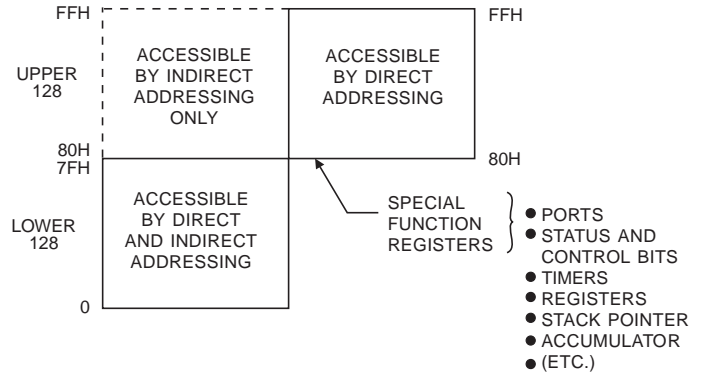 FFH
UPPER
128
80H
7FH
LOWER
128
0
ACCESSIBLE
BY INDIRECT
ADDRESSING
ONLY
ACCESSIBLE
BY DIRECT
ADDRESSING
FFH
80H
ACCESSIBLE
BY DIRECT
AND INDIRECT
ADDRESSING
SPECIAL
FUNCTION
REGISTERS
● PORTS
● STATUS AND
CONTROL BITS
● TIMERS
● REGISTERS
● STACK POINTER
● ACCUMULATOR
● (ETC.)